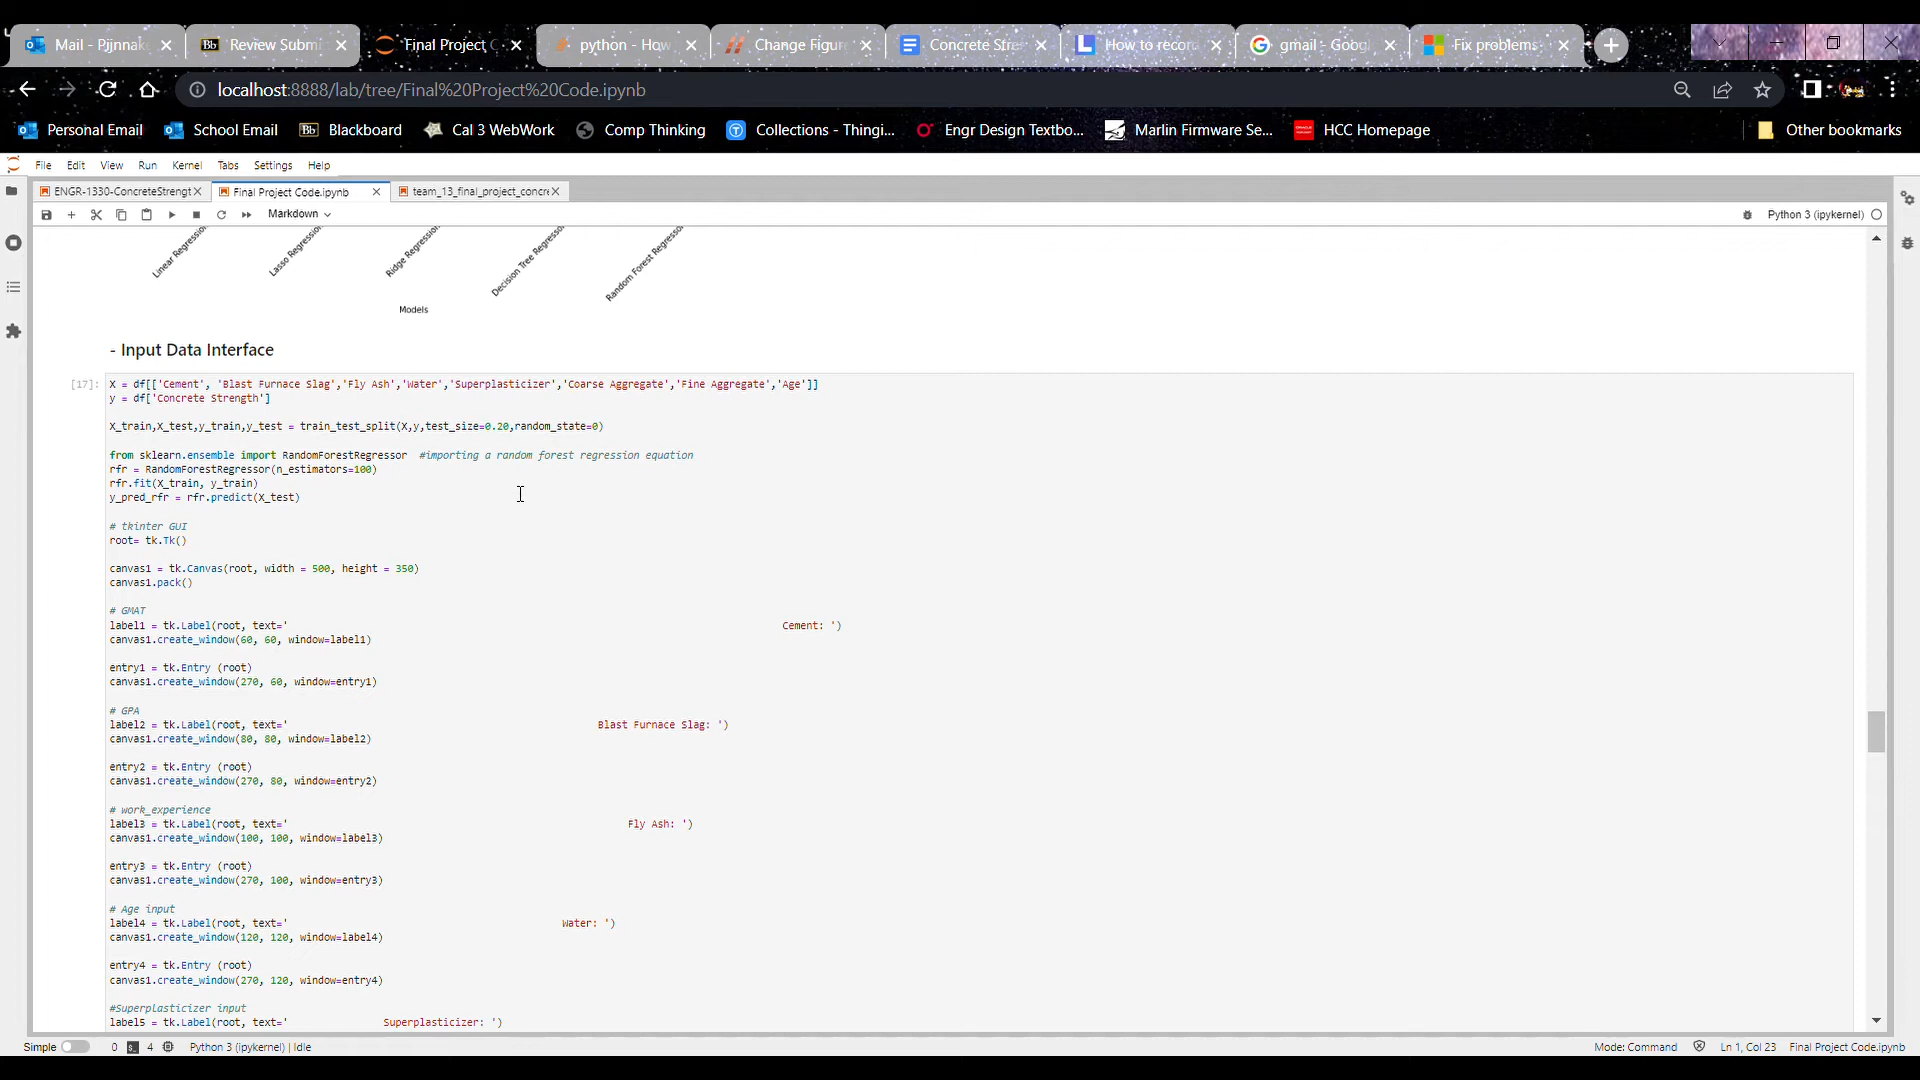 Mail - Pjjnnak
Review Submi
Final Project C
python - How
Change Figur
Concrete Stre
How to recor
gmail - Goog
Fix problems
localhost:8888/lab/tree/Final%20Project%20Code.ipynb
Personal Email
School Email
Bb Blackboard
Cal 3 WebWork
Comp Thinking
Collections - Thingi...
Engr Design Textbo...
Marlin Firmware Se...
HCC Homepage
Other bookmarks
File Edit View Run Kernel Tabs Settings Help
ENGR-1330-ConcreteStrengt
Final Project Code.ipynb
team_13_final_project_concre
Markdown
Python 3 (ipykernel)
Linear Regression
Lasso Regression
Ridge Regression
Decision Tree Regressor
Random Forest Regressor
Models
- Input Data Interface
[17]: X = df[['Cement', 'Blast Furnace Slag','Fly Ash','Water','Superplasticizer','Coarse Aggregate','Fine Aggregate','Age']]
y = df['Concrete Strength']
X_train,X_test,y_train,y_test = train_test_split(X,y,test_size=0.20,random_state=0)
from sklearn.ensemble import RandomForestRegressor #importing a random forest regression equation
rfr = RandomForestRegressor(n_estimators=100)
rfr.fit(X_train, y_train)
y_pred_rfr = rfr.predict(X_test)
# tkinter GUI
root= tk.Tk()
canvas1 = tk.Canvas(root, width = 500, height = 350)
canvas1.pack()
# GMAT
label1 = tk.Label(root, text=' Cement: ')
canvas1.create_window(60, 60, window=label1)
entry1 = tk.Entry (root)
canvas1.create_window(270, 60, window=entry1)
# GPA
label2 = tk.Label(root, text=' Blast Furnace Slag: ')
canvas1.create_window(80, 80, window=label2)
entry2 = tk.Entry (root)
canvas1.create_window(270, 80, window=entry2)
# work_experience
label3 = tk.Label(root, text=' Fly Ash: ')
canvas1.create_window(100, 100, window=label3)
entry3 = tk.Entry (root)
canvas1.create_window(270, 100, window=entry3)
# Age input
label4 = tk.Label(root, text=' Water: ')
canvas1.create_window(120, 120, window=label4)
entry4 = tk.Entry (root)
canvas1.create_window(270, 120, window=entry4)
#Superplasticizer input
label5 = tk.Label(root, text=' Superplasticizer: ')
Simple 0 4 Python 3 (ipykernel) | Idle
Mode: Command Ln 1, Col 23 Final Project Code.ipynb